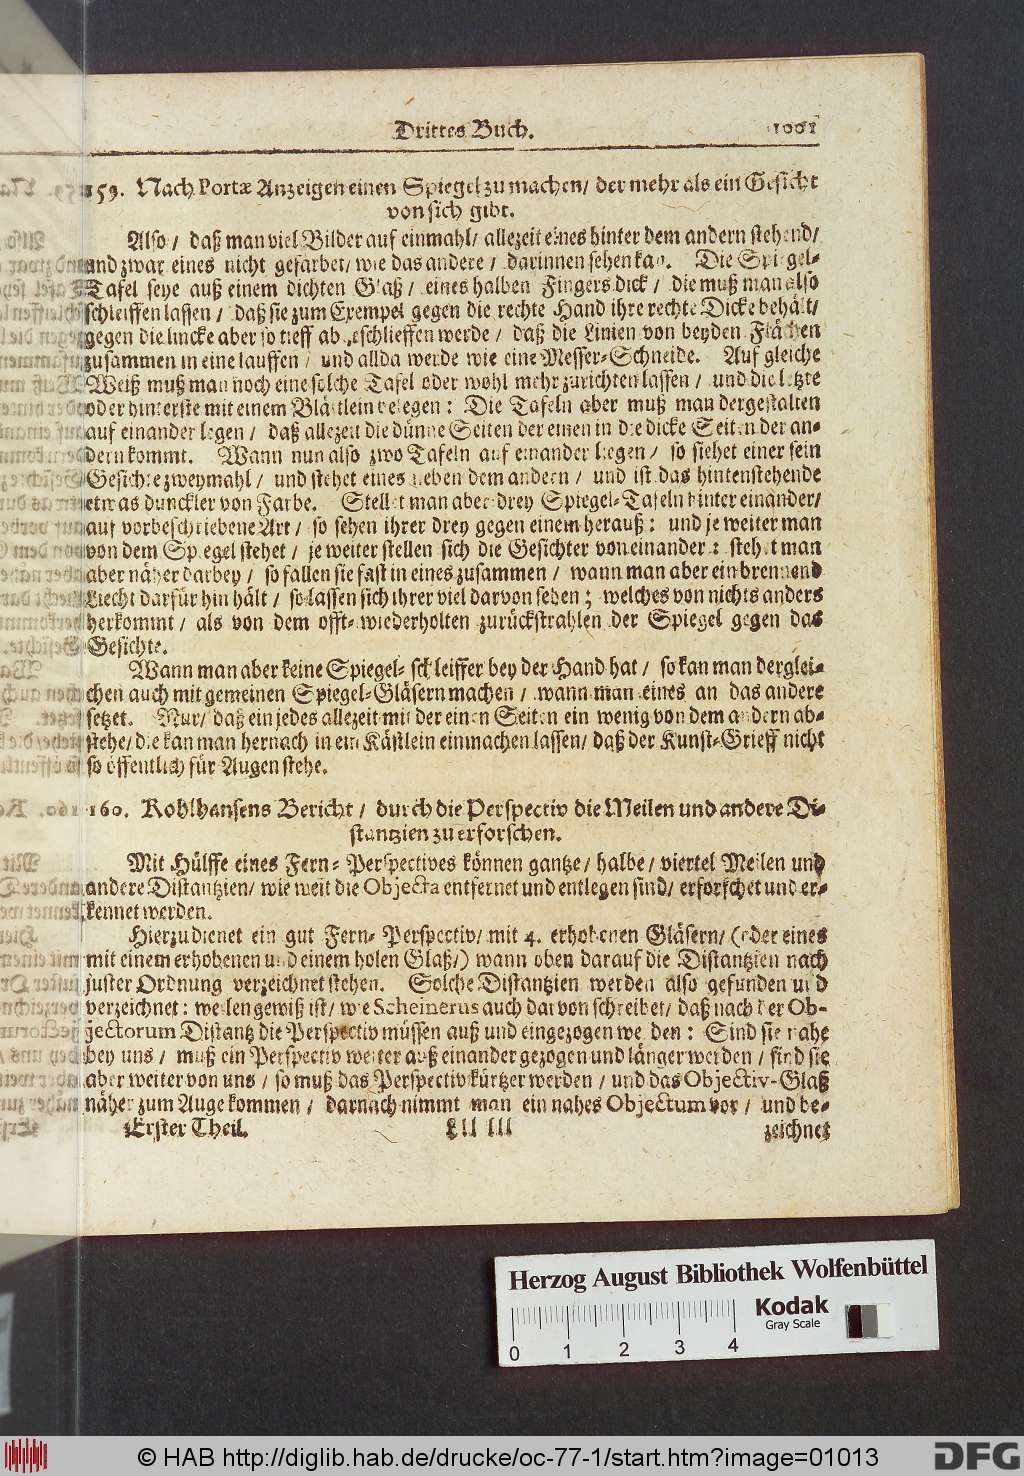 Drittes Buch. 1001
159. Nach Portæ Anzeigen einen Spiegel zu machen/ der mehr als ein Gesicht
von sich gibt.
Also/ daß man viel Bilder auf einmahl/ allezeit eines hinter dem andern stehend/
und zwar eines nicht gefärbet/ wie das andere/ darinnen sehen kan. Die Spiegel-
Tafel seye auß einem dichten Glaß/ eines halben Fingers dick/ die muß man also
schleiffen lassen/ daß sie zum Exempel gegen die rechte Hand ihre rechte Dicke behält/
gegen die lincke aber so tieff abgeschlieffen werde/ daß die Linien von beyden Flächen
zusammen in eine lauffen/ und allda werde wie eine Messer-Schneide. Auf gleiche
Weiß muß man noch eine solche Tafel oder wohl mehr zurichten lassen/ und die letzte
oder hinterste mit einem Blättlein belegen: Die Tafeln aber muß man dergestalten
auf einander legen/ daß allezeit die dünne Seiten der einen in die dicke Seiten der an-
dern kommt. Wann nun also zwo Tafeln auf einander liegen/ so siehet einer sein
Gesichte zweymahl/ und stehet eines neben dem andern/ und ist das hintenstehende
etwas dunckler von Farbe. Stellet man aber drey Spiegel-Tafeln hinter einander/
auf vorbeschriebene Art/ so sehen ihrer drey gegen einem herauß: und je weiter man
von dem Spiegel stehet/ je weiter stellen sich die Gesichter von einander: stehet man
aber näher darbey/ so fallen sie fast in eines zusammen/ wann man aber ein brennend
Liecht darfür hin hält/ so lassen sich ihrer viel darvon sehen; welches von nichts anders
herkommt/ als von dem offt-wiederholten zurückstrahlen der Spiegel gegen das
Gesichte.
Wann man aber keine Spiegel-schleiffer bey der Hand hat/ so kan man derglei-
chen auch mit gemeinen Spiegel-Gläsern machen/ wann man eines an das andere
setzet. Nur/ daß ein jedes allezeit mit der einen Seiten ein wenig von dem andern ab-
stehe/ die kan man hernach in ein Kästlein einmachen lassen/ daß der Kunst-Grieff nicht
so öffentlich für Augen stehe.
160. Kohlhansens Bericht/ durch die Perspectiv die Meilen und andere Di-
stantzien zu erforschen.
Mit Hülffe eines Fern-Perspectives können gantze/ halbe/ viertel Meilen und
andere Distantzien/ wie weit die Objecta entfernet und entlegen sind/ erforschet und er-
kennet werden.
Hierzu dienet ein gut Fern-Perspectiv/ mit 4. erhobenen Gläsern/ (oder eines
mit einem erhobenen und einem holen Glaß/) wann oben darauf die Distantzien nach
juster Ordnung verzeichnet stehen. Solche Distantzien werden also gefunden und
verzeichnet: weilen gewiß ist/ wie Scheinerus auch darvon schreibet/ daß nach der Ob-
jectorum Distantz die Perspectiv müssen auß und eingezogen werden: Sind sie nahe
bey uns/ muß ein Perspectiv weiter auß einander gezogen und länger werden/ sind sie
aber weiter von uns/ so muß das Perspectiv kürtzer werden/ und das Objectiv-Glaß
näher zum Auge kommen/ darnach nimmt man ein nahes Objectum vor/ und be-
Erster Theil. Lll lll zeichnet
Herzog August Bibliothek Wolfenbüttel
Kodak
Gray Scale
0 1 2 3 4
© HAB http://diglib.hab.de/drucke/oc-77-1/start.htm?image=01013
DFG